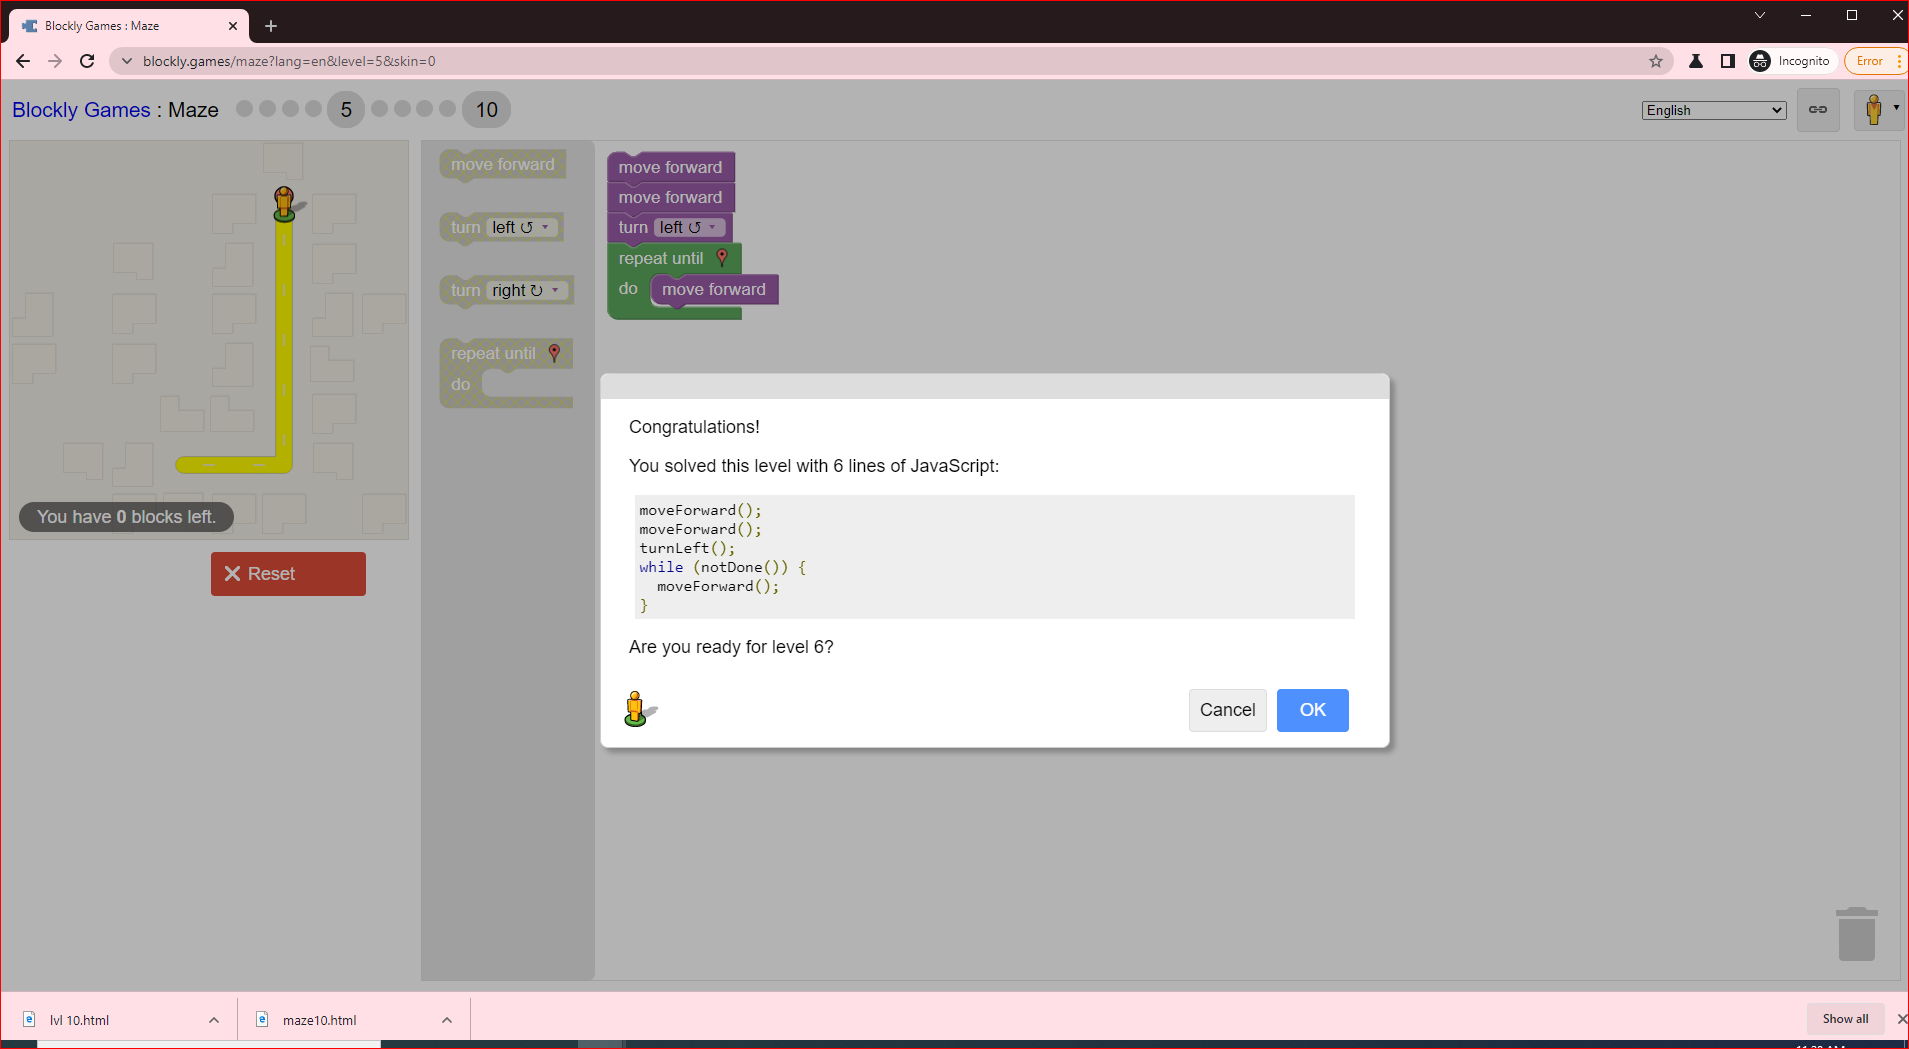 Blockly Games : Maze
blockly.games/maze?lang=en&level=5&skin=0
Incognito
Error
Blockly Games : Maze
5
10
English
You have 0 blocks left.
Reset
move forward
turn left ↺
turn right ↻
repeat until
do
move forward
move forward
turn left ↺
repeat until
do move forward
Congratulations!
You solved this level with 6 lines of JavaScript:
moveForward();
moveForward();
turnLeft();
while (notDone()) {
  moveForward();
}
Are you ready for level 6?
Cancel
OK
lvl 10.html
maze10.html
Show all